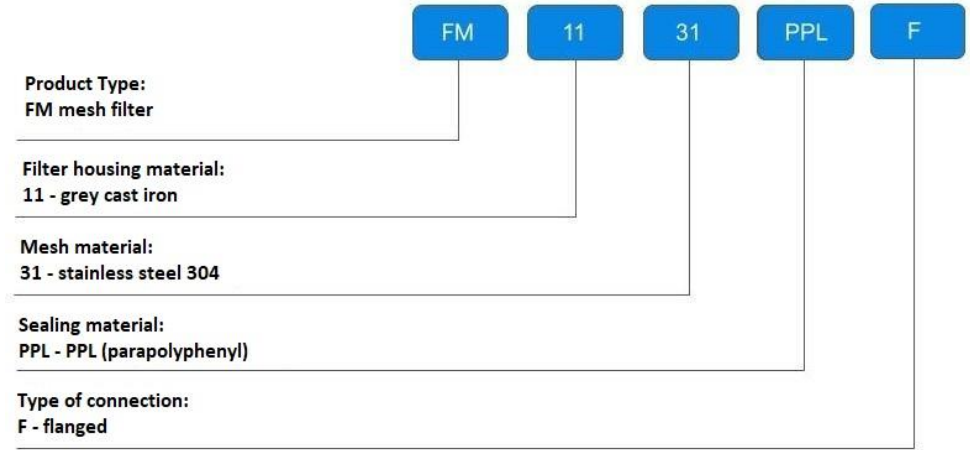 FM 11 31 PPL F
Product Type:
FM mesh filter
Filter housing material:
11 - grey cast iron
Mesh material:
31 - stainless steel 304
Sealing material:
PPL - PPL (parapolyphenyl)
Type of connection:
F - flanged